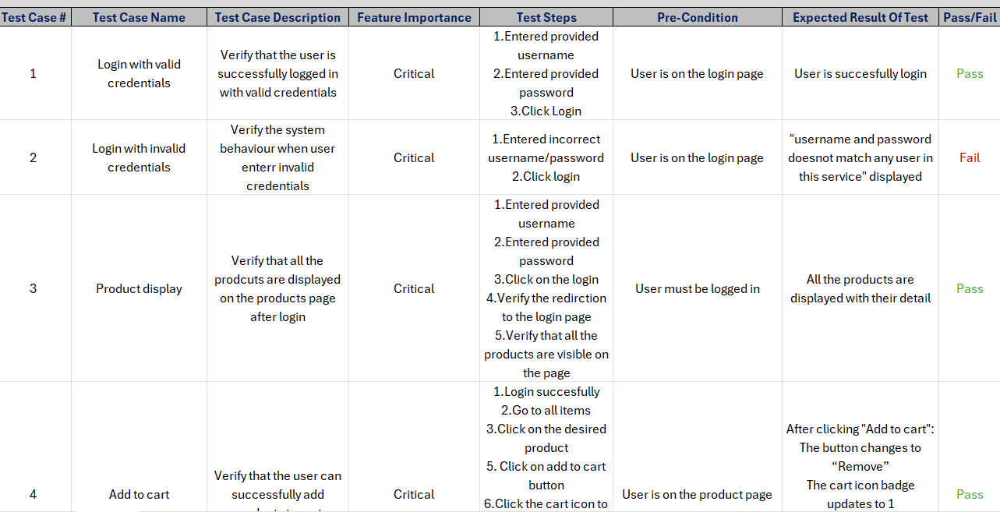 Test Case # Test Case Name Test Case Description Feature Importance Test Steps Pre-Condition Expected Result Of Test Pass/Fail
1
Login with valid
credentials
Verify that the user is
successfully logged in
with valid credentials
Critical
1.Entered provided
username
2.Entered provided
password
3.Click Login
User is on the login page
User is succesfully login
Pass
2
Login with invalid
credentials
Verify the system
behaviour when user
enterr invalid
credentials
Critical
1.Entered incorrect
username/password
2.Click login
User is on the login page
"username and password
doesnot match any user in
this service" displayed
Fail
3
Product display
Verify that all the
prodcuts are displayed
on the products page
after login
Critical
1.Entered provided
username
2.Entered provided
password
3.Click on the login
4.Verify the redirction
to the login page
5.Verify that all the
products are visible on
the page
User must be logged in
All the products are
displayed with their detail
Pass
4
Add to cart
Verify that the user can
successfully add
Critical
1.Login succesfully
2.Go to all items
3.Click on the desired
product
5. Click on add to cart
button
6.Click the cart icon to
User is on the product page
After clicking "Add to cart":
The button changes to
“Remove”
The cart icon badge
updates to 1
Pass